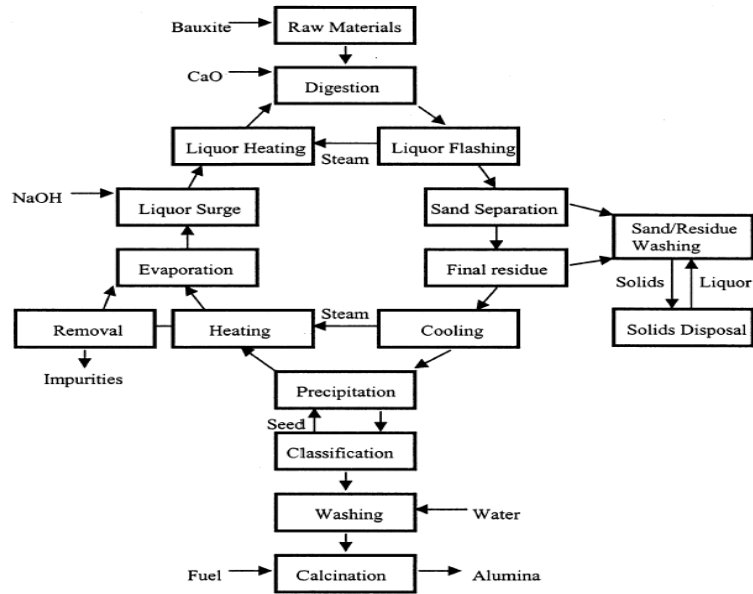 Bauxite
Raw Materials
CaO
Digestion
Liquor Heating
Steam
Liquor Flashing
NaOH
Liquor Surge
Sand Separation
Sand/Residue
Washing
Evaporation
Final residue
Solids
Liquor
Removal
Heating
Steam
Cooling
Solids Disposal
Impurities
Precipitation
Seed
Classification
Washing
Water
Fuel
Calcination
Alumina